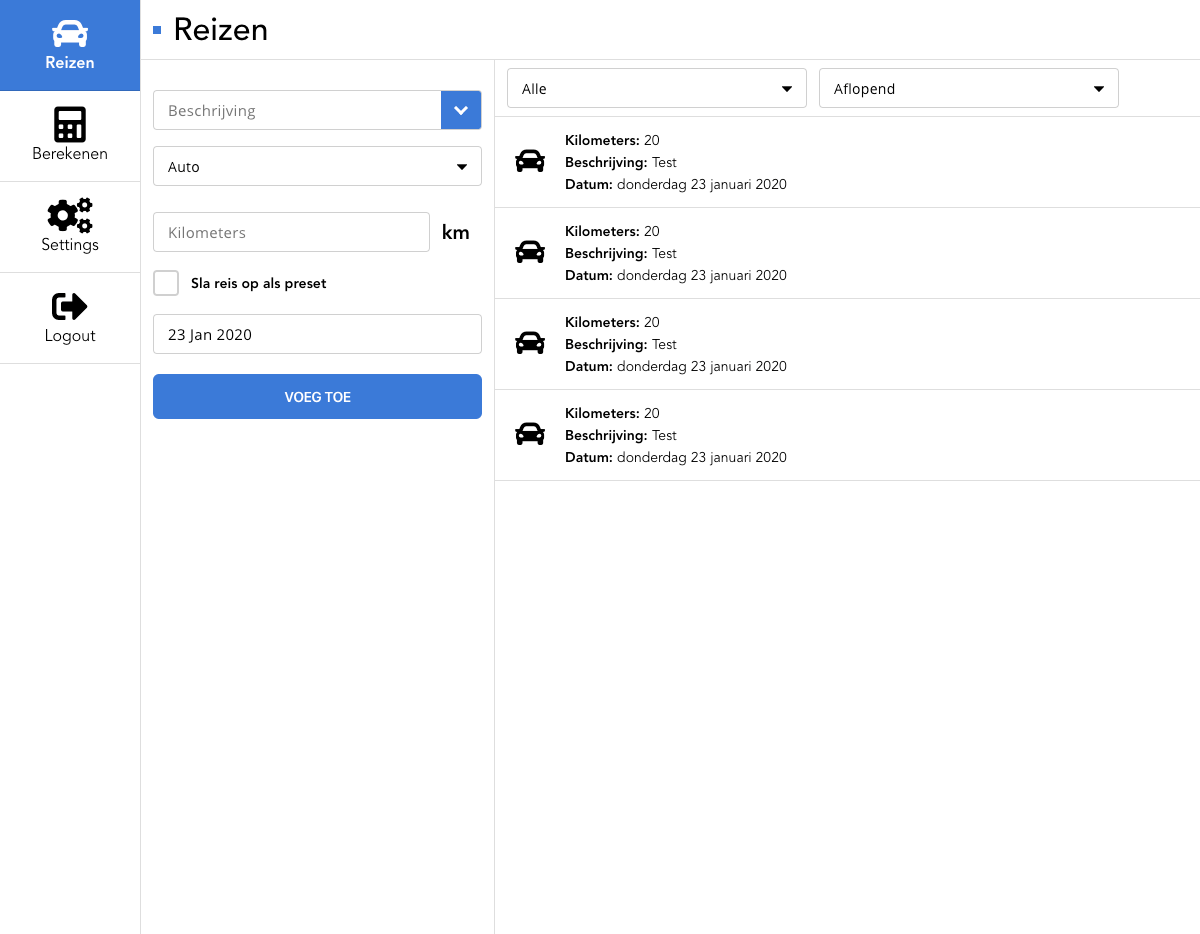 Reizen
Berekenen
Settings
Logout
Reizen
Beschrijving
Auto
Kilometers
km
Sla reis op als preset
23 Jan 2020
VOEG TOE
Alle
Aflopend
Kilometers: 20
Beschrijving: Test
Datum: donderdag 23 januari 2020
Kilometers: 20
Beschrijving: Test
Datum: donderdag 23 januari 2020
Kilometers: 20
Beschrijving: Test
Datum: donderdag 23 januari 2020
Kilometers: 20
Beschrijving: Test
Datum: donderdag 23 januari 2020